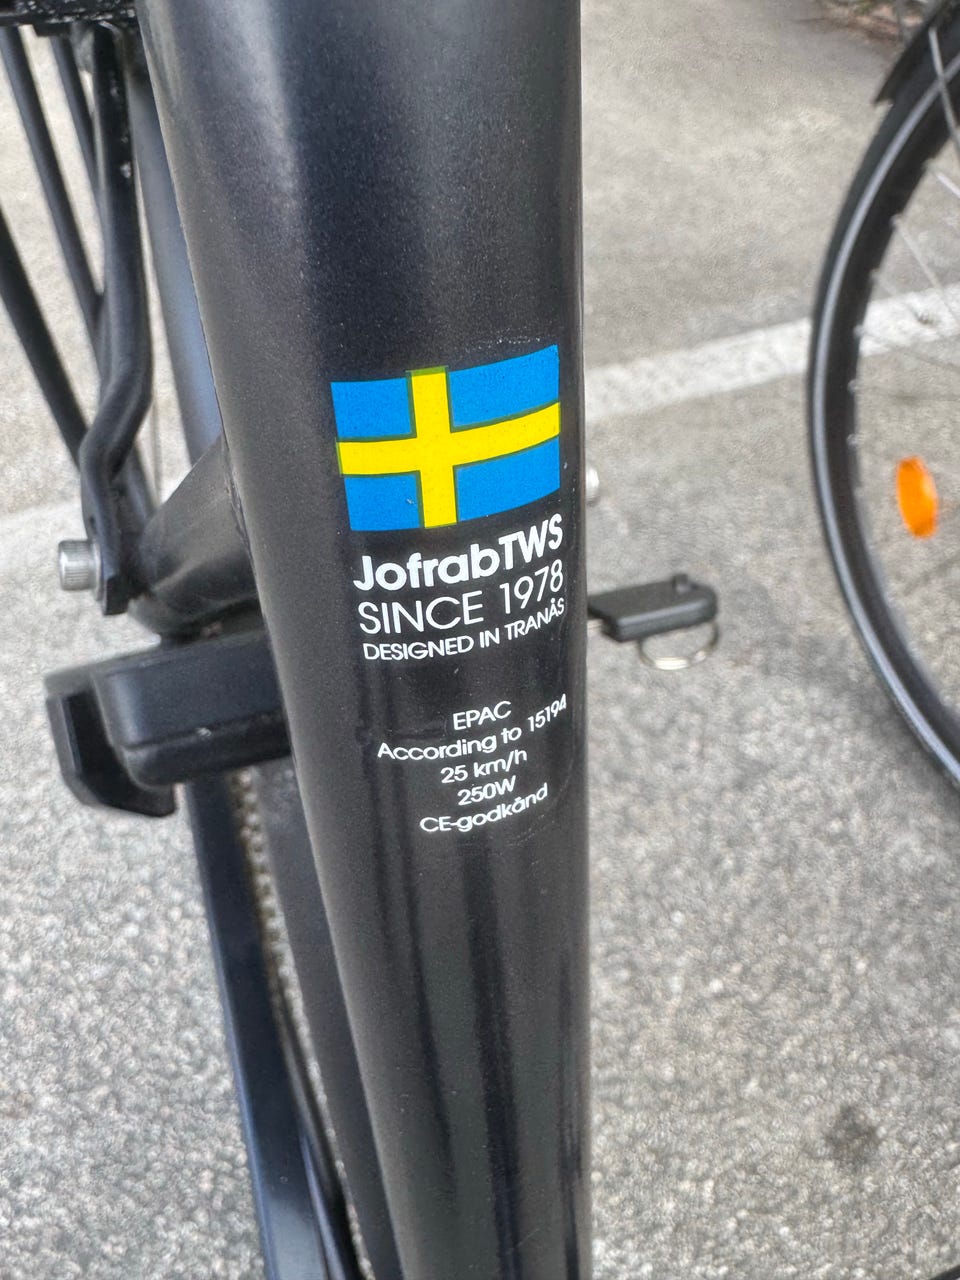 JofrabTWS
SINCE 1978
DESIGNED IN TRANÅS
EPAC
According to 15194
25 km/h
250W
CE-godkänd